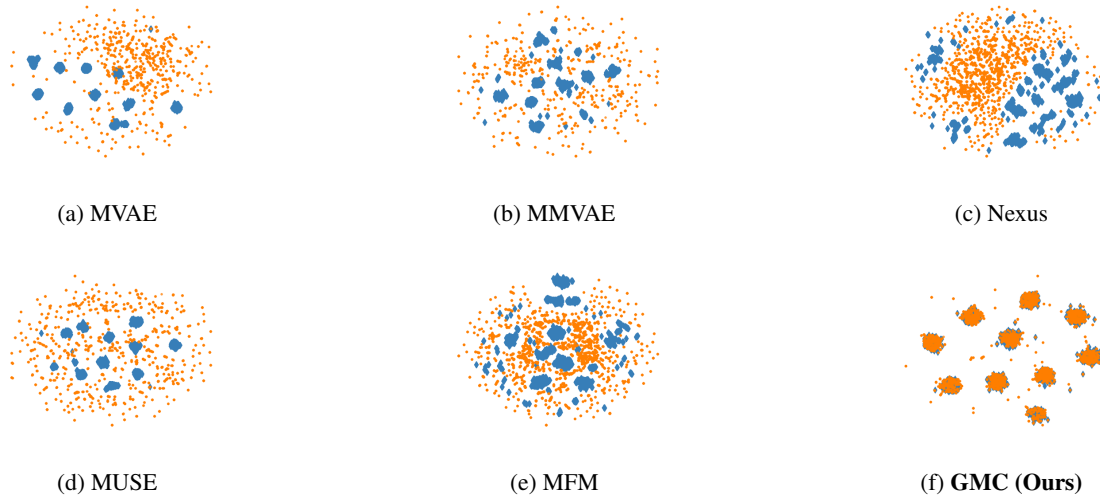 (a) MVAE
(b) MMVAE
(c) Nexus
(d) MUSE
(e) MFM
(f) GMC (Ours)